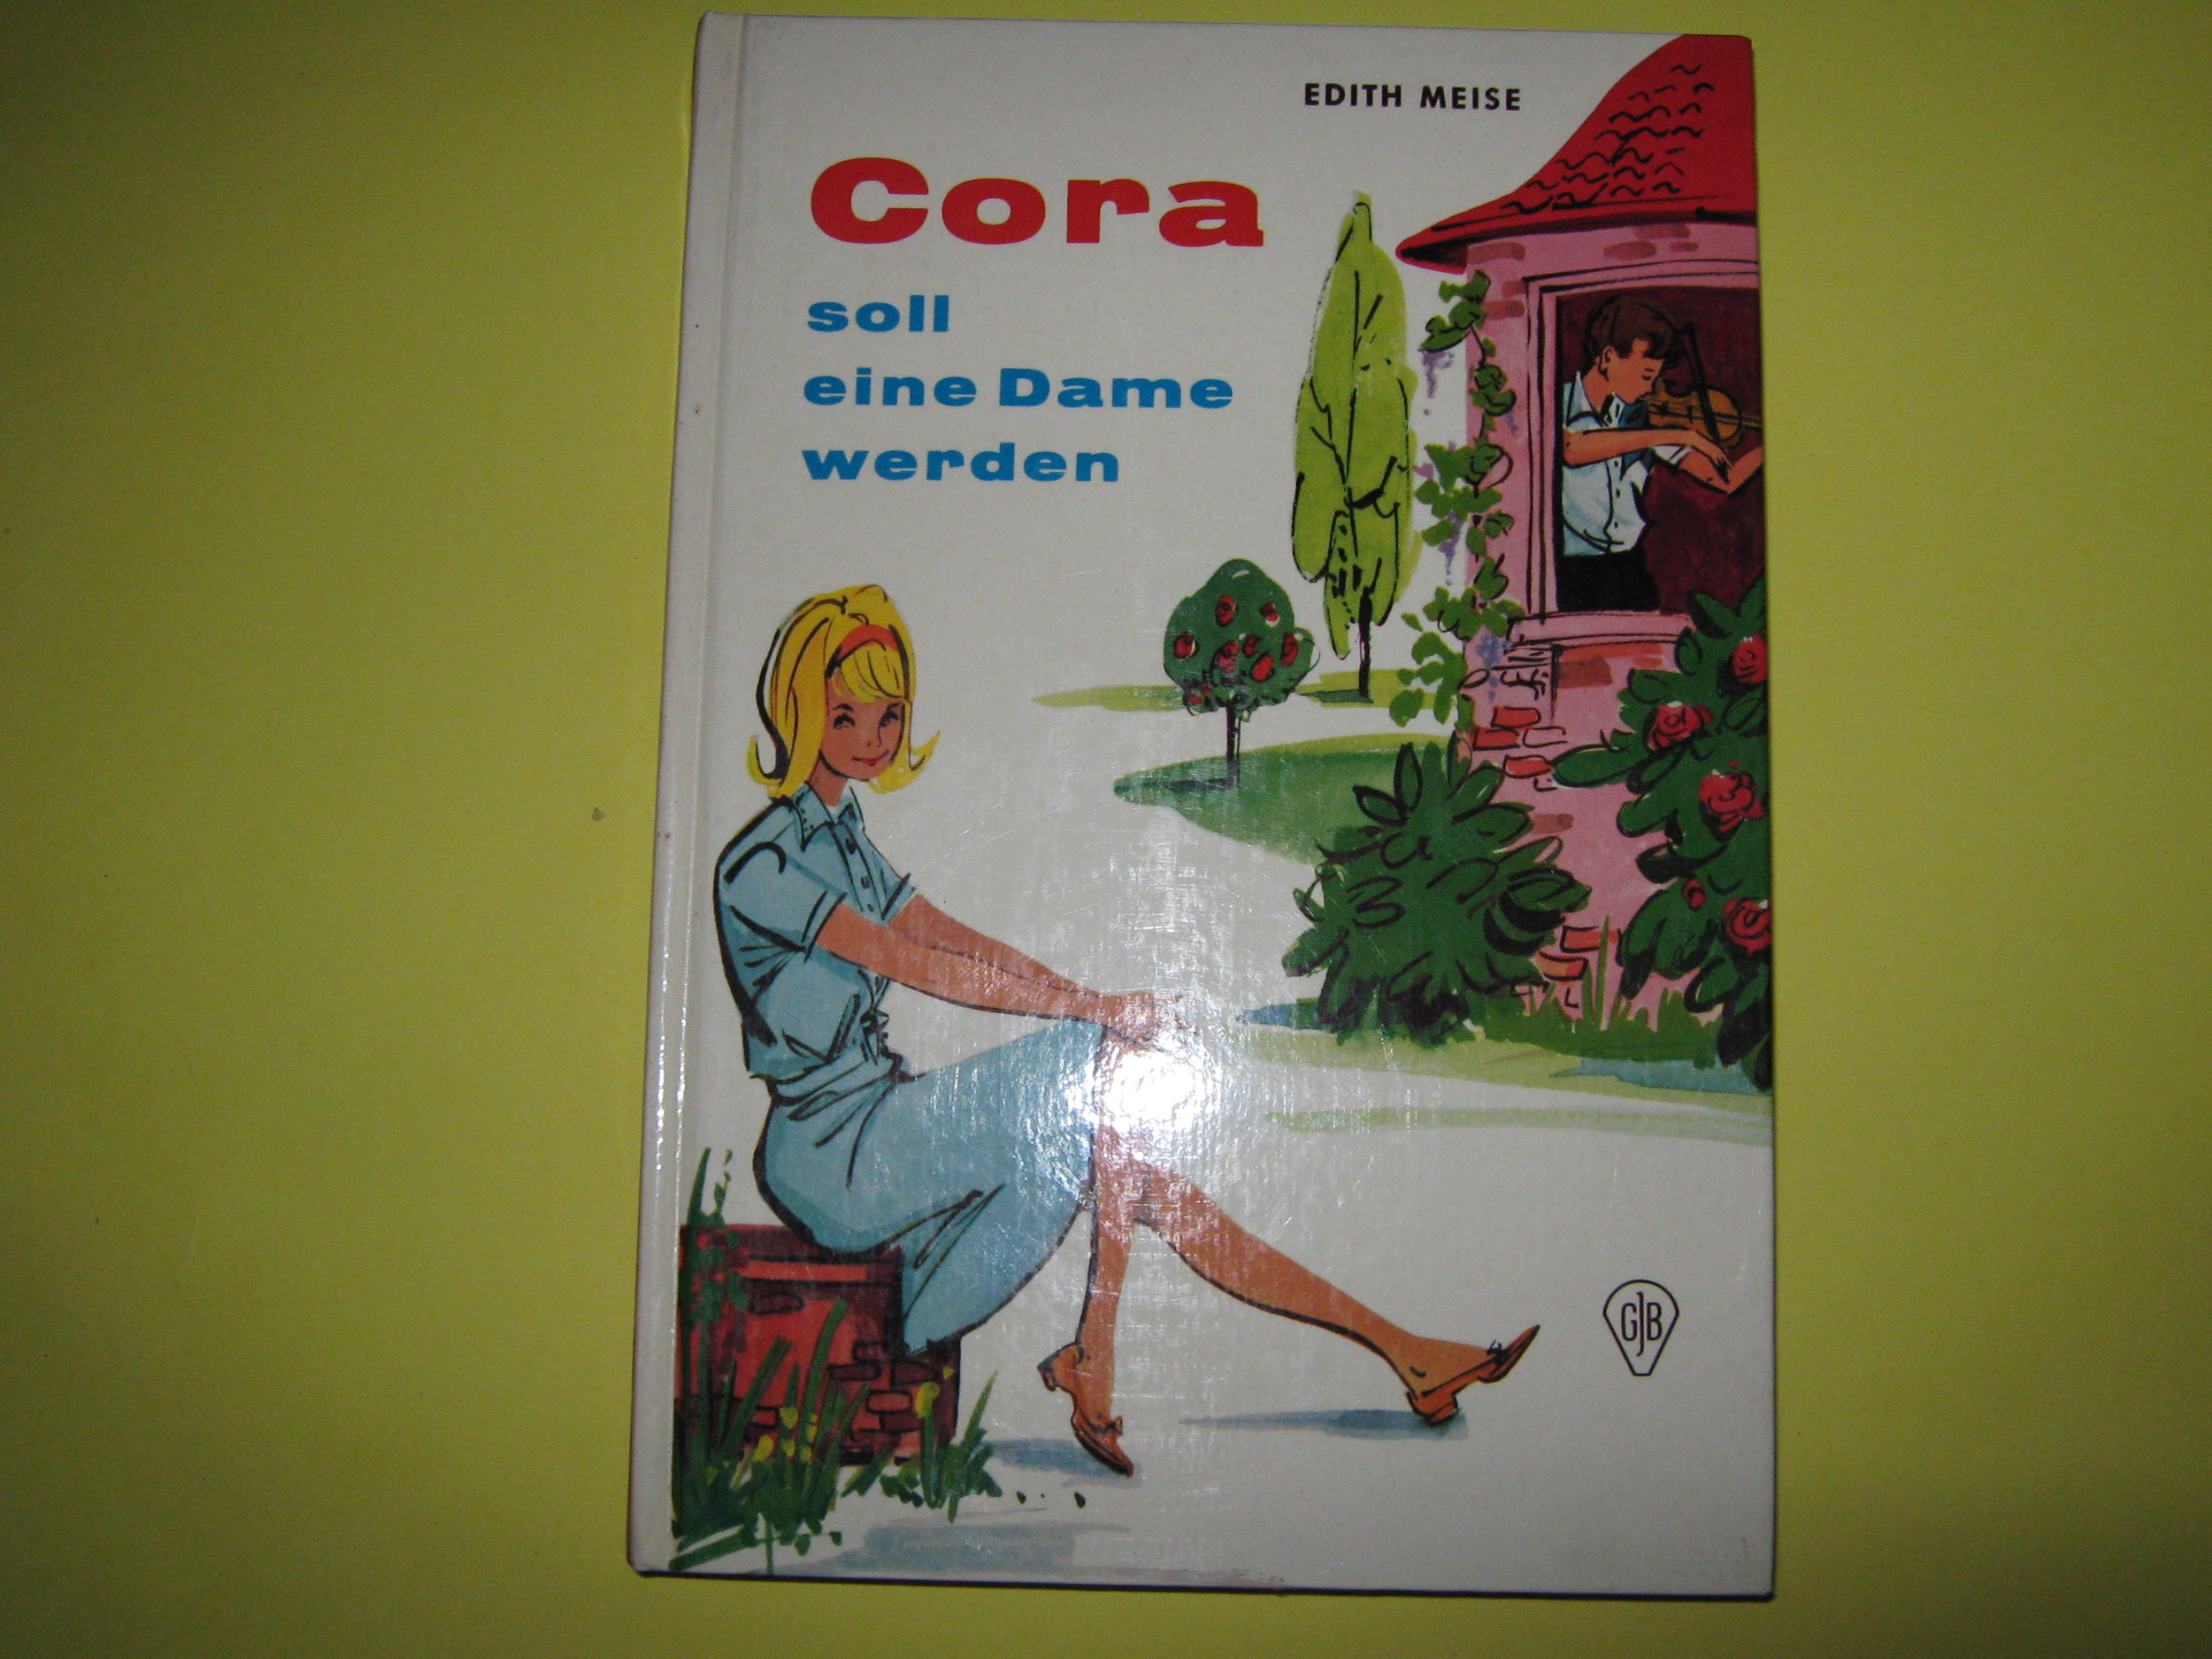 EDITH MEISE
Cora
soll
eine Dame
werden
GJB